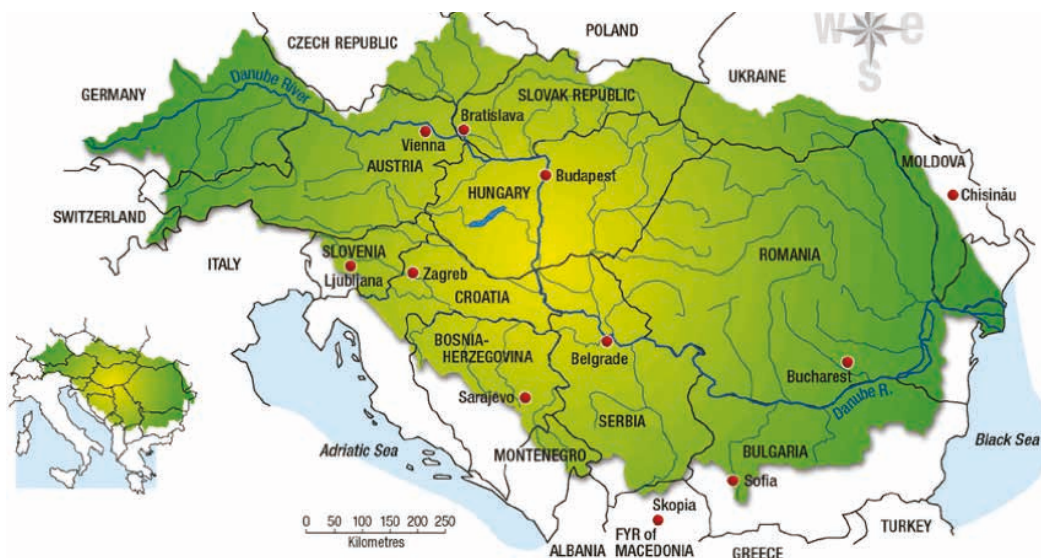 POLAND
w e
s
CZECH REPUBLIC
UKRAINE
GERMANY
Danube River
SLOVAK REPUBLIC
Bratislava
Vienna
MOLDOVA
AUSTRIA
Budapest
HUNGARY
Chisinău
SWITZERLAND
SLOVENIA
ITALY
ROMANIA
Ljubljana
Zagreb
CROATIA
BOSNIA-
HERZEGOVINA
Belgrade
Bucharest
Danube R.
Sarajevo
SERBIA
Adriatic Sea
Black Sea
MONTENEGRO
BULGARIA
Sofia
Skopia
0 50 100 150 200 250
Kilometres
FYR of
MACEDONIA
ALBANIA
GREECE
TURKEY